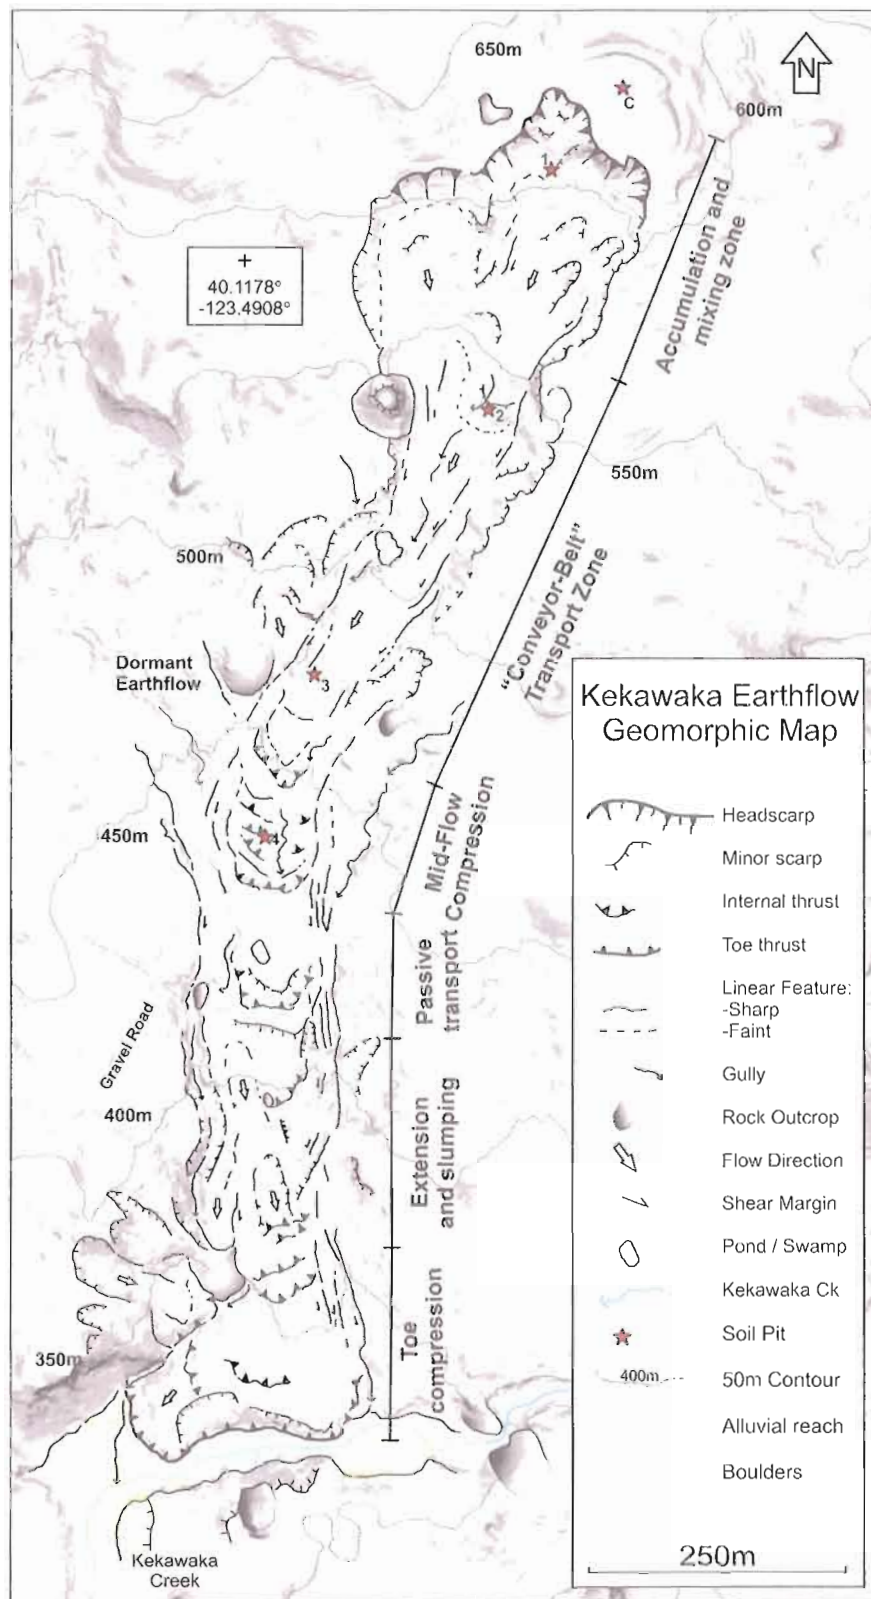 650m
N
C
600m
1
+
40.1178°
-123.4908°
Accumulation and
mixing zone
2
550m
500m
"Conveyor-Belt"
Transport Zone
Dormant
Earthflow
3
450m
4
Mid-Flow
Compression
Passive
transport
Gravel Road
400m
Extension
and slumping
350m
Toe
compression
Kekawaka
Creek
Kekawaka Earthflow
Geomorphic Map
Headscarp
Minor scarp
Internal thrust
Toe thrust
Linear Feature:
-Sharp
-Faint
Gully
Rock Outcrop
Flow Direction
Shear Margin
Pond / Swamp
Kekawaka Ck
Soil Pit
400m
50m Contour
Alluvial reach
Boulders
250m